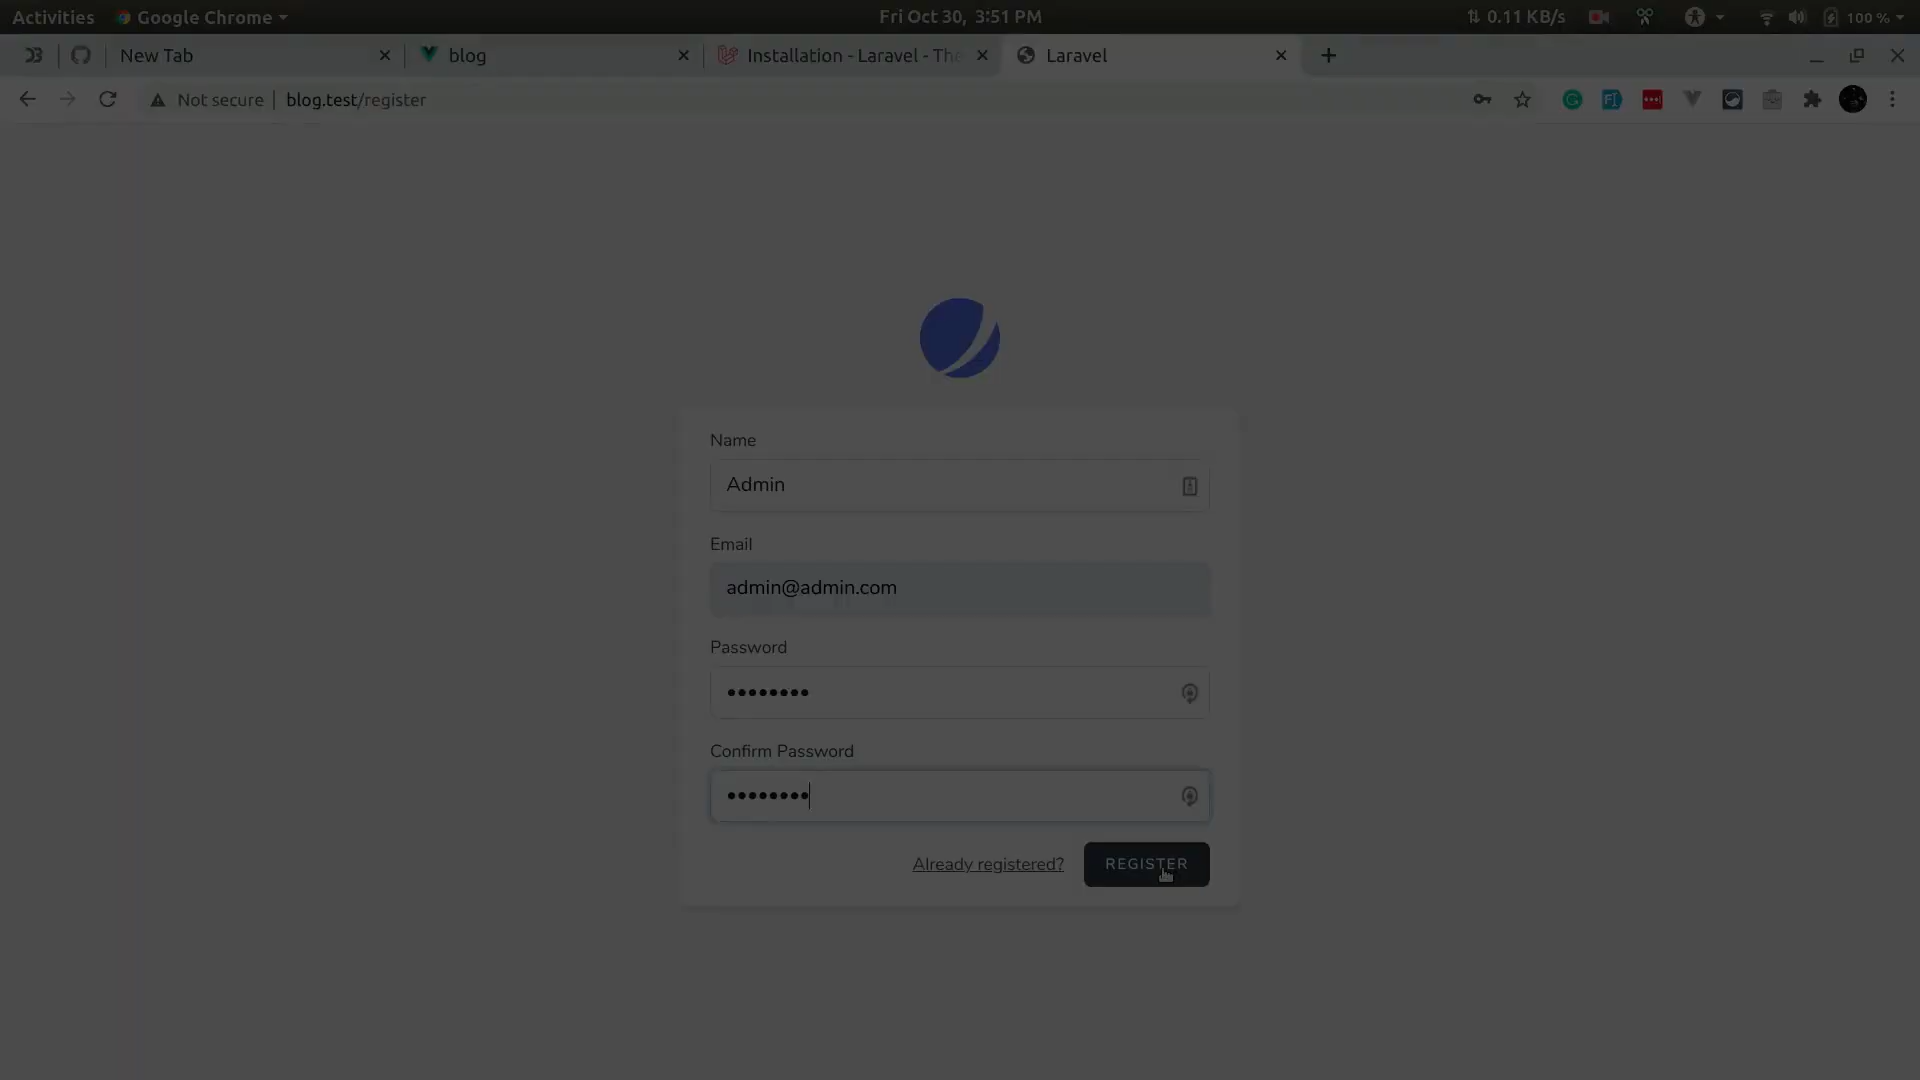 Activities Google Chrome Fri Oct 30, 3:51 PM 0.11 KB/s 100 %
New Tab blog Installation - Laravel - The Laravel
Not secure blog.test/register
Name
Admin
Email
admin@admin.com
Password
••••••••
Confirm Password
••••••••
Already registered? REGISTER